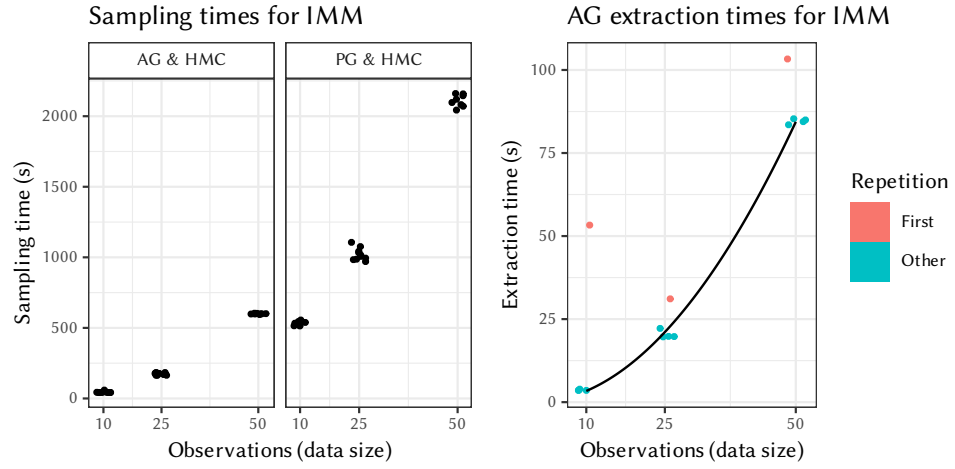 Sampling times for IMM
AG & HMC
PG & HMC
Sampling time (s)
2000
1500
1000
500
0
10
25
50
10
25
50
Observations (data size)
AG extraction times for IMM
Extraction time (s)
100
75
50
25
0
10
25
50
Observations (data size)
Repetition
First
Other